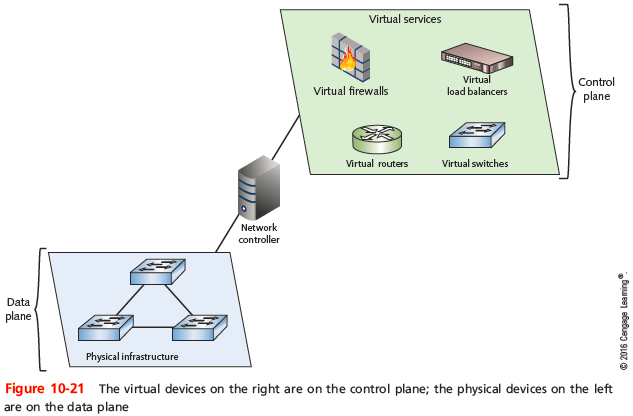 Virtual services
Virtual firewalls
Virtual
load balancers
Virtual routers
Virtual switches
Control
plane
Network
controller
Data
plane
Physical infrastructure
© 2016 Cengage Learning®.
Figure 10-21 The virtual devices on the right are on the control plane; the physical devices on the left
are on the data plane